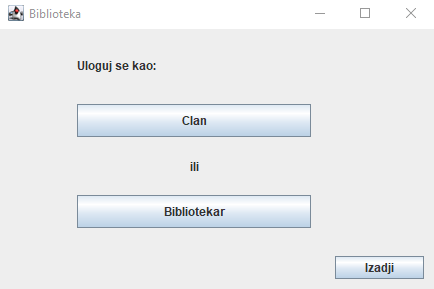 Biblioteka
Uloguj se kao:
Clan
ili
Bibliotekar
Izadji